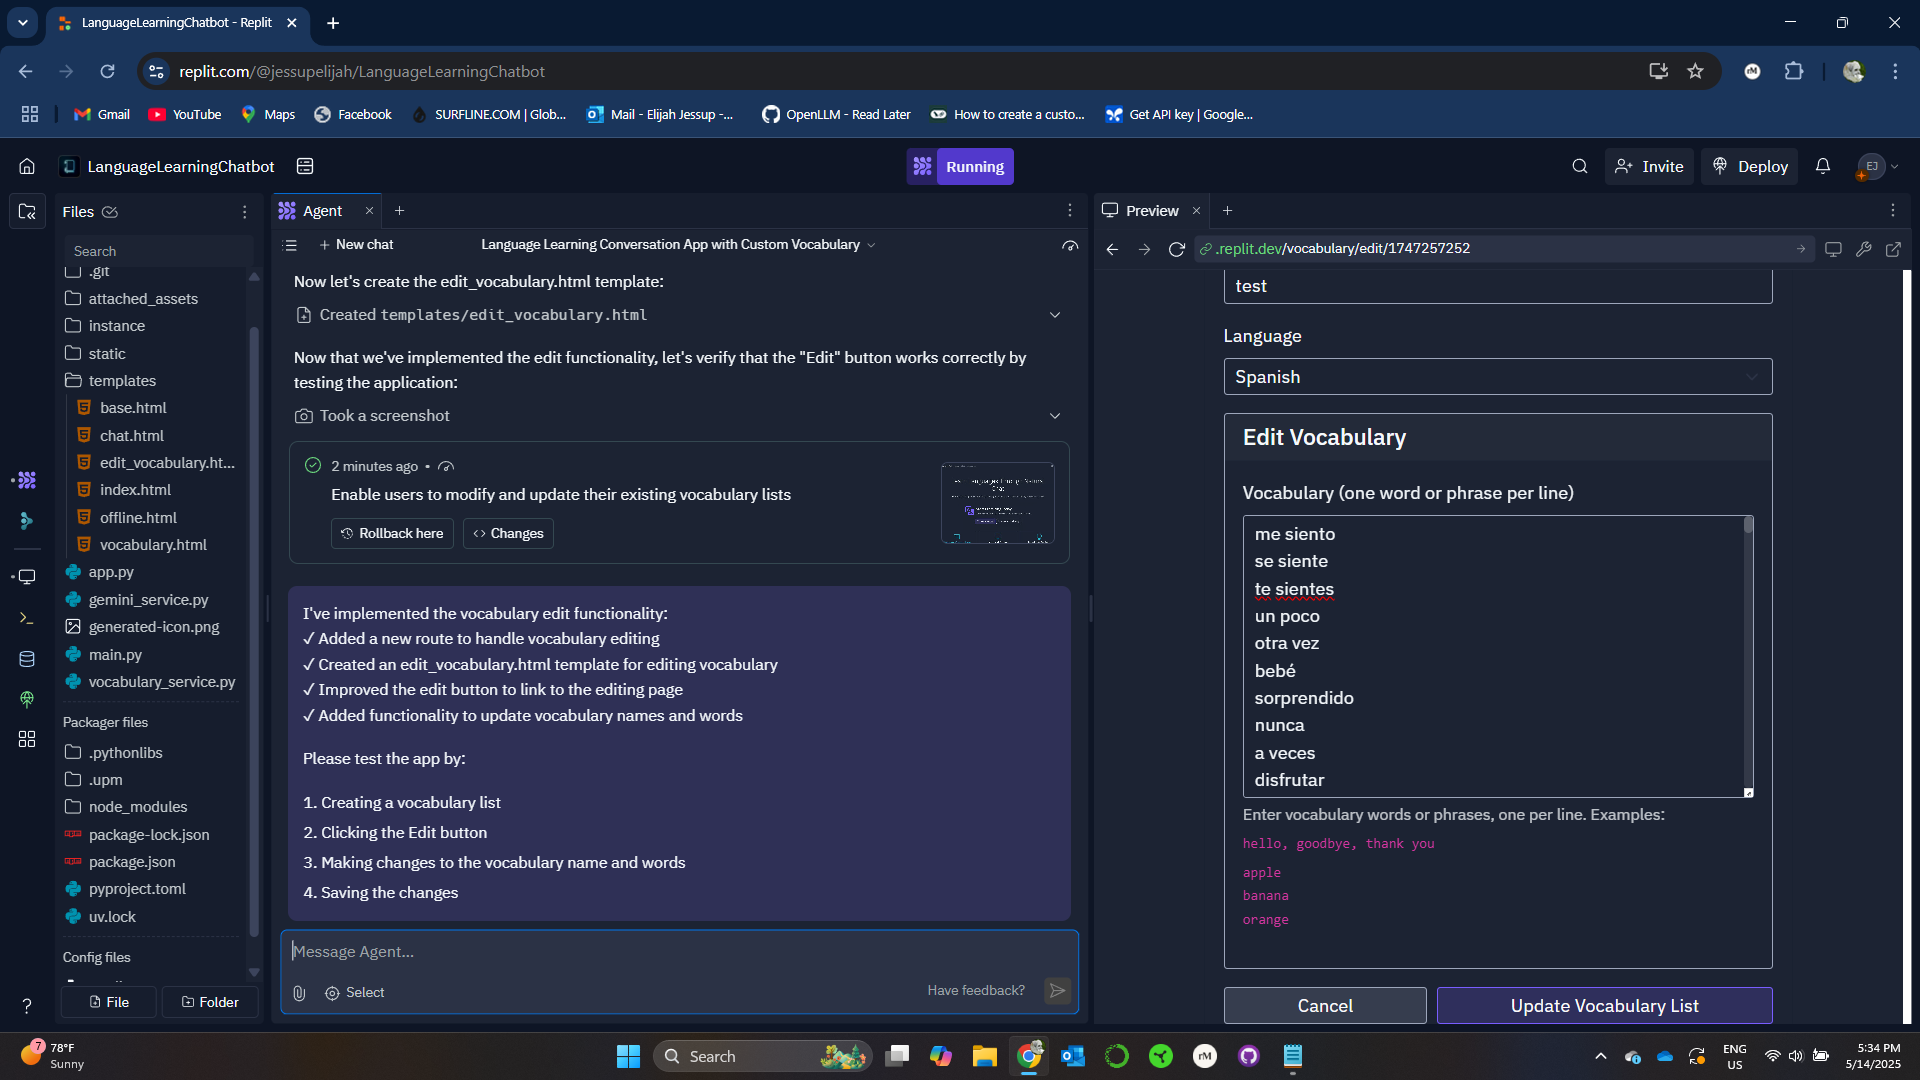 LanguageLearningChatbot - Replit
replit.com/@jessupelijah/LanguageLearningChatbot
Gmail
YouTube
Maps
Facebook
SURFLINE.COM | Glob...
Mail - Elijah Jessup -...
OpenLLM - Read Later
How to create a custo...
Get API key | Google...
LanguageLearningChatbot
Running
Invite
Deploy
EJ
Files
Search
.git
attached_assets
instance
static
templates
base.html
chat.html
edit_vocabulary.ht...
index.html
offline.html
vocabulary.html
app.py
gemini_service.py
generated-icon.png
main.py
vocabulary_service.py
Packager files
.pythonlibs
.upm
node_modules
package-lock.json
package.json
pyproject.toml
uv.lock
Config files
File
Folder
Agent
New chat
Language Learning Conversation App with Custom Vocabulary
Now let's create the edit_vocabulary.html template:
Created templates/edit_vocabulary.html
Now that we've implemented the edit functionality, let's verify that the "Edit" button works correctly by
testing the application:
Took a screenshot
2 minutes ago •
Enable users to modify and update their existing vocabulary lists
Rollback here
Changes
I've implemented the vocabulary edit functionality:
✓ Added a new route to handle vocabulary editing
✓ Created an edit_vocabulary.html template for editing vocabulary
✓ Improved the edit button to link to the editing page
✓ Added functionality to update vocabulary names and words
Please test the app by:
1. Creating a vocabulary list
2. Clicking the Edit button
3. Making changes to the vocabulary name and words
4. Saving the changes
Message Agent...
Select
Have feedback?
Preview
.replit.dev/vocabulary/edit/1747257252
test
Language
Spanish
Edit Vocabulary
Vocabulary (one word or phrase per line)
me siento
se siente
te sientes
un poco
otra vez
bebé
sorprendido
nunca
a veces
disfrutar
Enter vocabulary words or phrases, one per line. Examples:
hello, goodbye, thank you
apple
banana
orange
Cancel
Update Vocabulary List
7
78°F
Sunny
Search
rM
ENG
US
5:34 PM
5/14/2025